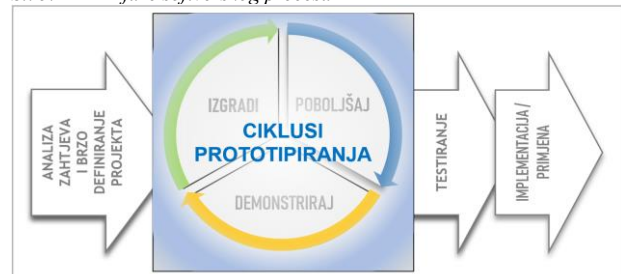 ANALIZA
ZAHTJEVA
I BRZO
DEFINIRANJE
PROJEKTA
IZGRADI
POBOLJŠAJ
CIKLUSI
PROTOTIPIRANJA
DEMONSTRIRAJ
TESTIRANJE
IMPLEMENTACIJA /
PRIMJENA